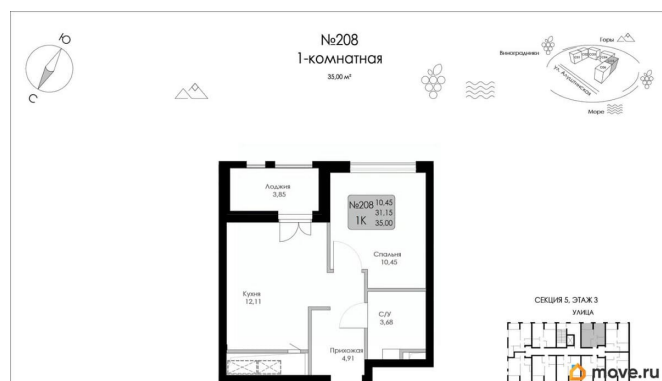 Ю
С
№208
1-комнатная
35,00 м²
Виноградники
Горы
ул. Алуштинская
Море
Лоджия
3,85
№208 10.45
1К 31.15
35.00
Спальня
10,45
Кухня
12,11
С/У
3,68
Прихожая
4,91
СЕКЦИЯ 5, ЭТАЖ 3
УЛИЦА
move.ru